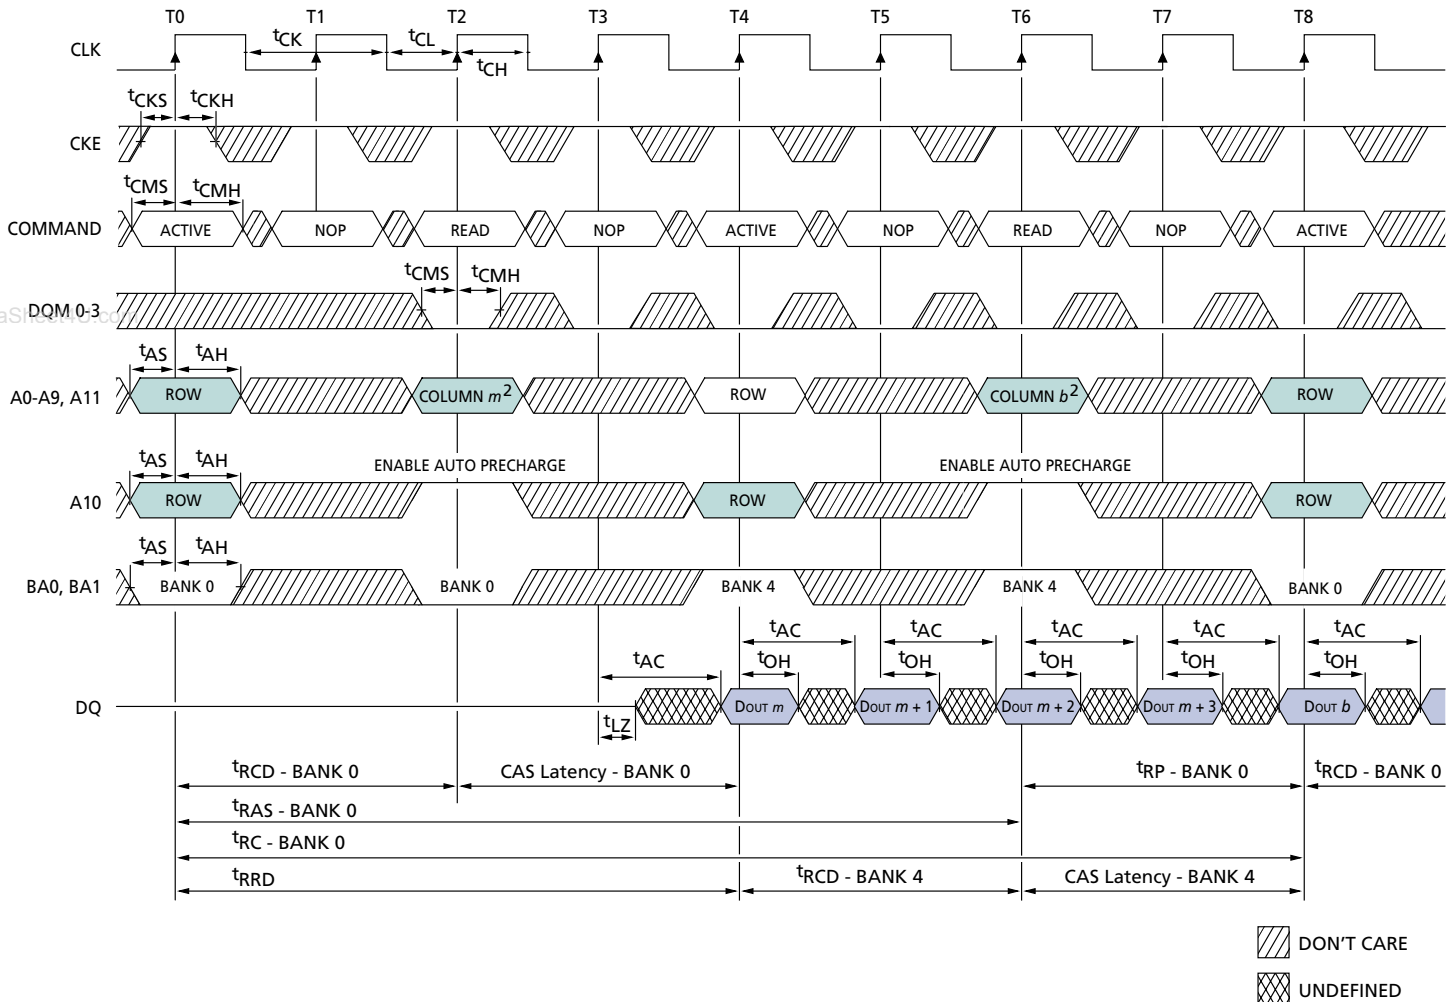 T0 T1 T2 T3 T4 T5 T6 T7 T8
CLK tCK tCL tCH
tCKS tCKH
CKE
tCMS tCMH
COMMAND ACTIVE NOP READ NOP ACTIVE NOP READ NOP ACTIVE
tCMS tCMH
DQM 0-3
tAS tAH
A0-A9, A11 ROW COLUMN m2 ROW COLUMN b2 ROW
tAS tAH ENABLE AUTO PRECHARGE ENABLE AUTO PRECHARGE
A10 ROW ROW ROW
tAS tAH
BA0, BA1 BANK 0 BANK 0 BANK 4 BANK 4 BANK 0
tAC tAC tAC tAC tAC
tAC tOH tOH tOH tOH tOH
DQ DOUT m DOUT m + 1 DOUT m + 2 DOUT m + 3 DOUT b
tLZ
tRCD - BANK 0 CAS Latency - BANK 0 tRP - BANK 0 tRCD - BANK 0
tRAS - BANK 0
tRC - BANK 0
tRRD tRCD - BANK 4 CAS Latency - BANK 4
DON'T CARE
UNDEFINED